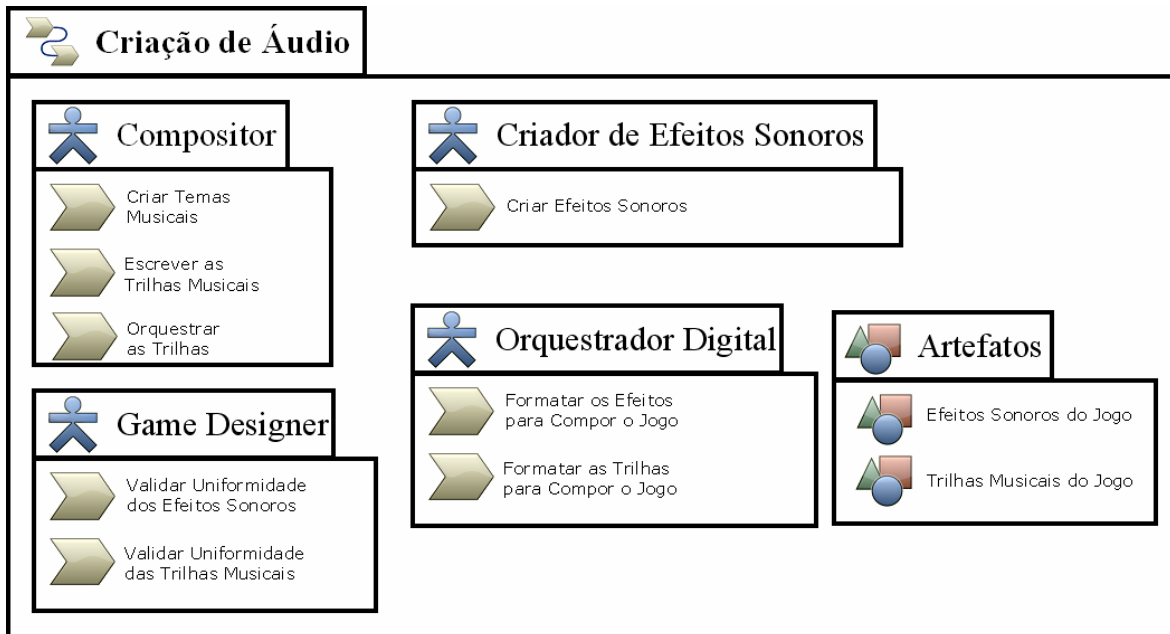 Criação de Áudio
Compositor
Criar Temas
Musicais
Escrever as
Trilhas Musicais
Orquestrar
as Trilhas
Game Designer
Validar Uniformidade
dos Efeitos Sonoros
Validar Uniformidade
das Trilhas Musicais
Criador de Efeitos Sonoros
Criar Efeitos Sonoros
Orquestrador Digital
Formatar os Efeitos
para Compor o Jogo
Formatar as Trilhas
para Compor o Jogo
Artefatos
Efeitos Sonoros do Jogo
Trilhas Musicais do Jogo